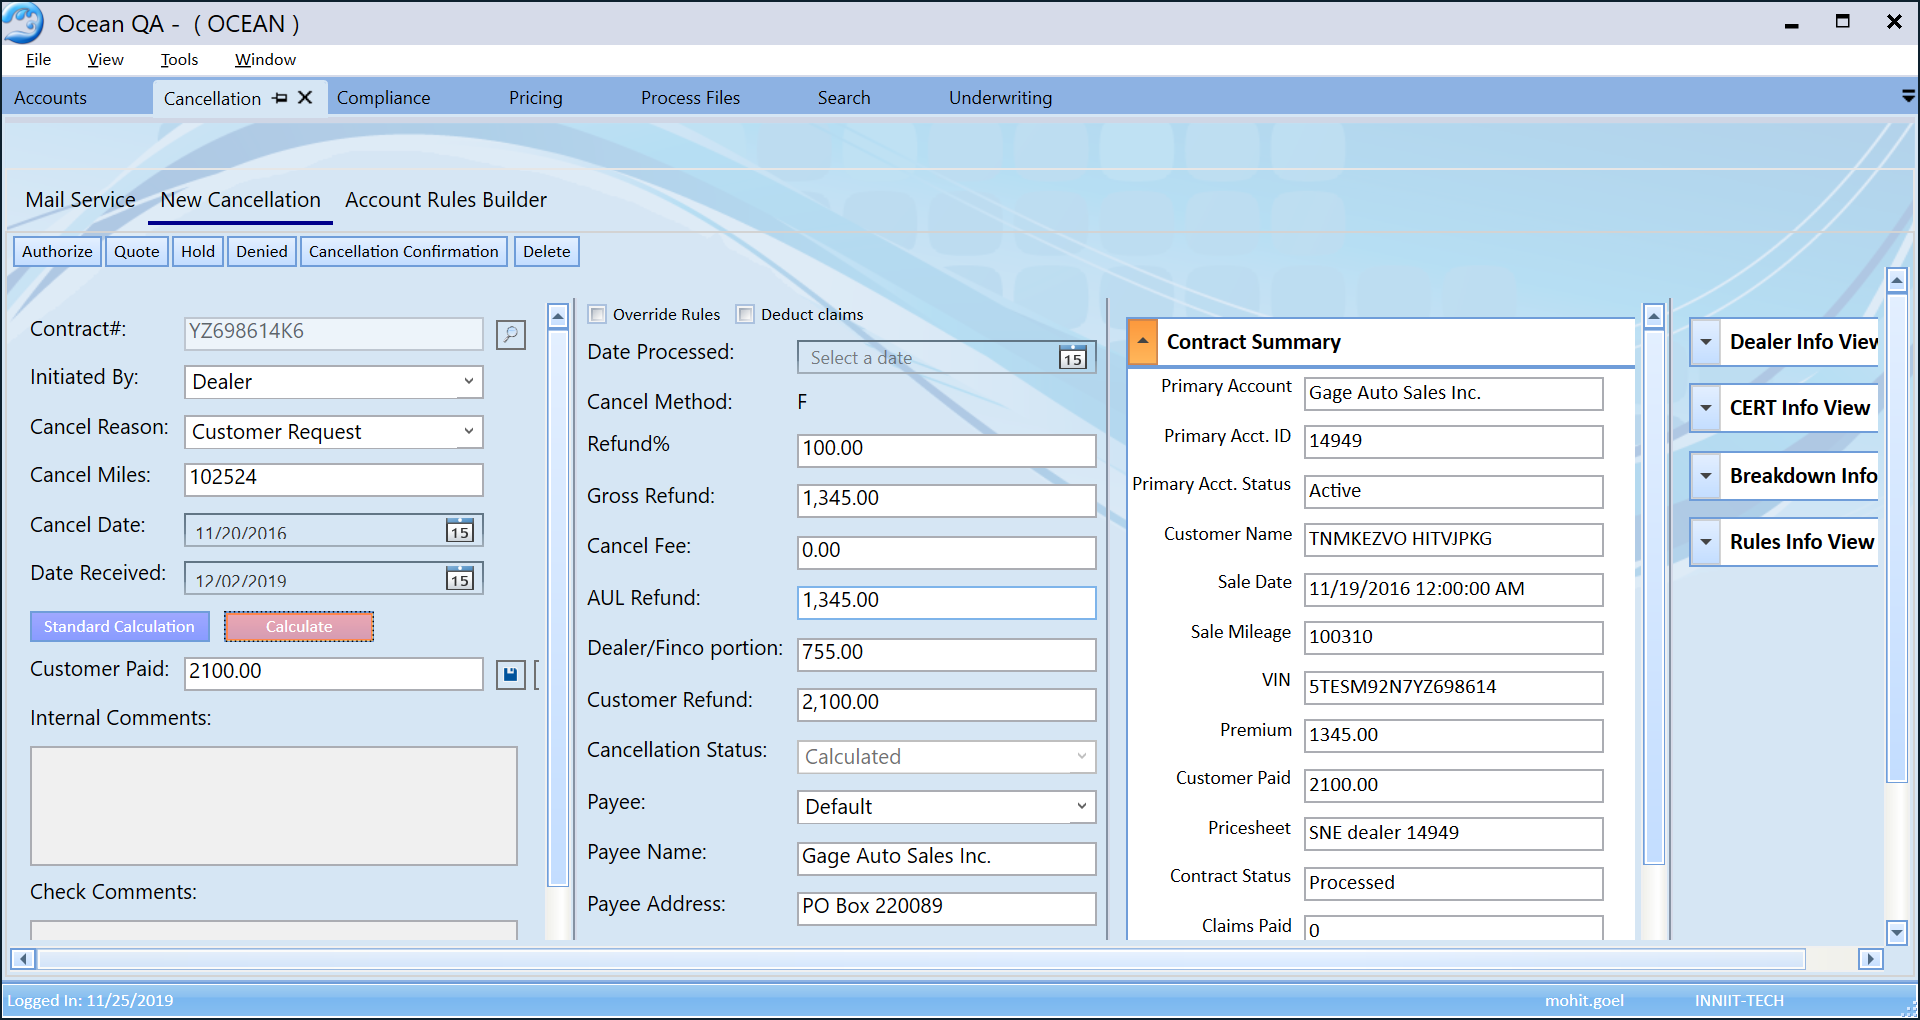 Ocean QA - ( OCEAN )
File View Tools Window
Accounts Cancellation Compliance Pricing Process Files Search Underwriting
Mail Service New Cancellation Account Rules Builder
Authorize Quote Hold Denied Cancellation Confirmation Delete
Contract#: YZ698614K6
Initiated By: Dealer
Cancel Reason: Customer Request
Cancel Miles: 102524
Cancel Date: 11/20/2016 15
Date Received: 12/02/2019 15
Standard Calculation Calculate
Customer Paid: 2100.00
Internal Comments:
Check Comments:
Override Rules Deduct claims
Date Processed: Select a date 15
Cancel Method: F
Refund% 100.00
Gross Refund: 1,345.00
Cancel Fee: 0.00
AUL Refund: 1,345.00
Dealer/Finco portion: 755.00
Customer Refund: 2,100.00
Cancellation Status: Calculated
Payee: Default
Payee Name: Gage Auto Sales Inc.
Payee Address: PO Box 220089
Contract Summary
Primary Account Gage Auto Sales Inc.
Primary Acct. ID 14949
Primary Acct. Status Active
Customer Name TNMKEZVO HITVJPKG
Sale Date 11/19/2016 12:00:00 AM
Sale Mileage 100310
VIN 5TESM92N7YZ698614
Premium 1345.00
Customer Paid 2100.00
Pricesheet SNE dealer 14949
Contract Status Processed
Claims Paid 0
Dealer Info View
CERT Info View
Breakdown Info
Rules Info View
Logged In: 11/25/2019 mohit.goel INNIIT-TECH